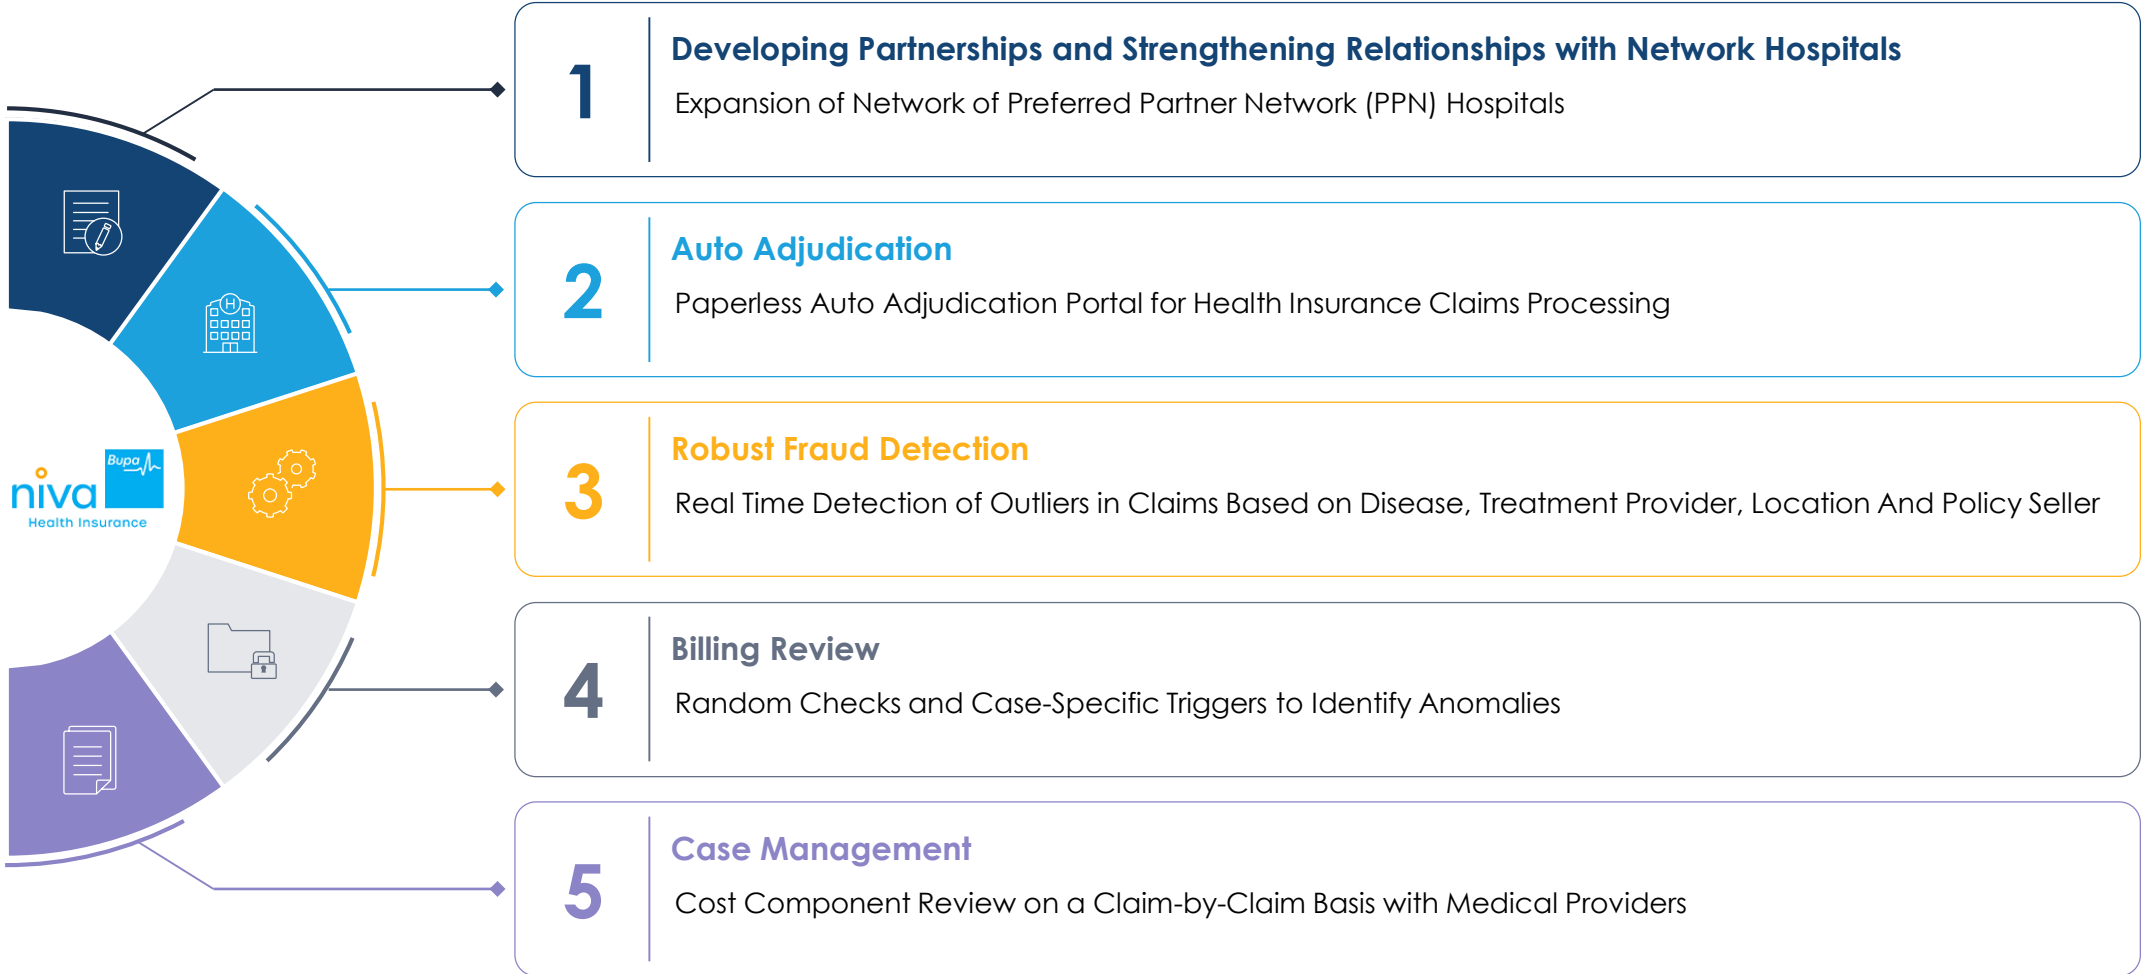 1
Developing Partnerships and Strengthening Relationships with Network Hospitals
Expansion of Network of Preferred Partner Network (PPN) Hospitals
2
Auto Adjudication
Paperless Auto Adjudication Portal for Health Insurance Claims Processing
H
niva
Bupa
Health Insurance
3
Robust Fraud Detection
Real Time Detection of Outliers in Claims Based on Disease, Treatment Provider, Location And Policy Seller
4
Billing Review
Random Checks and Case-Specific Triggers to Identify Anomalies
5
Case Management
Cost Component Review on a Claim-by-Claim Basis with Medical Providers